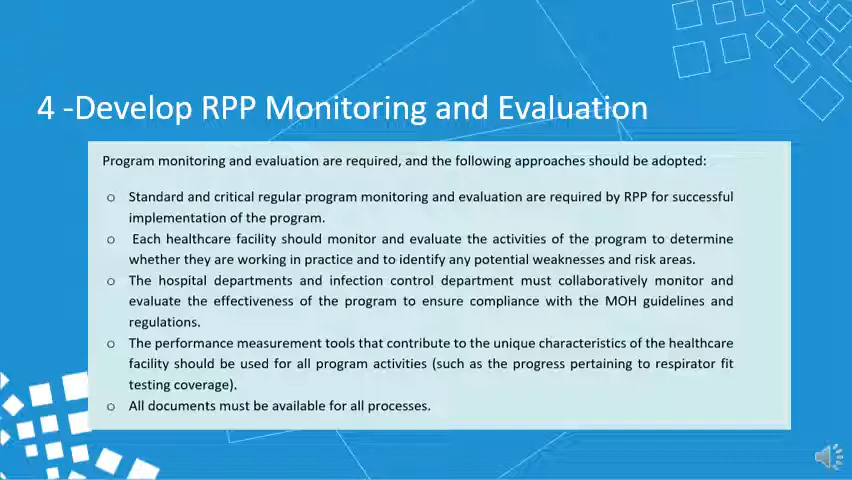 4 -Develop RPP Monitoring and Evaluation
Program monitoring and evaluation are required, and the following approaches should be adopted:
o Standard and critical regular program monitoring and evaluation are required by RPP for successful
implementation of the program.
o Each healthcare facility should monitor and evaluate the activities of the program to determine
whether they are working in practice and to identify any potential weaknesses and risk areas.
o The hospital departments and infection control department must collaboratively monitor and
evaluate the effectiveness of the program to ensure compliance with the MOH guidelines and
regulations.
o The performance measurement tools that contribute to the unique characteristics of the healthcare
facility should be used for all program activities (such as the progress pertaining to respirator fit
testing coverage).
o All documents must be available for all processes.